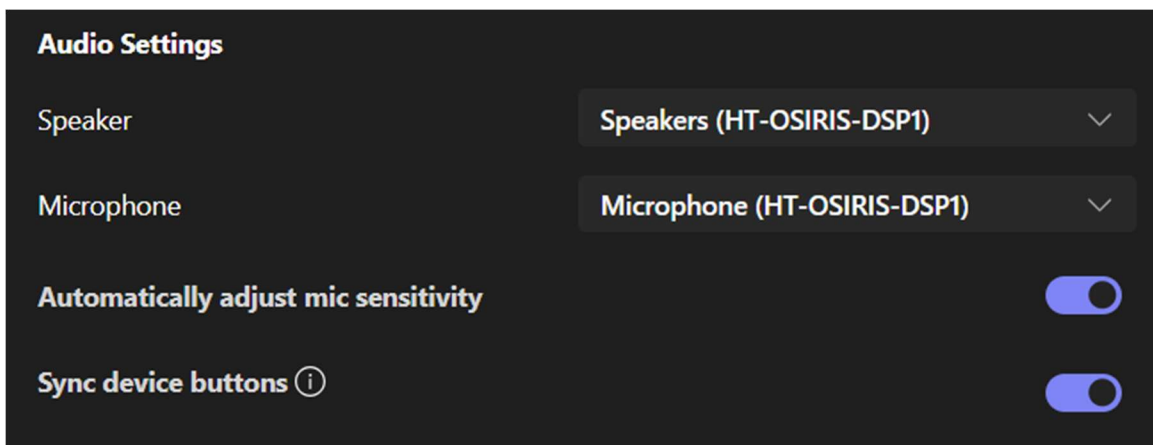 Audio Settings
Speaker
Speakers (HT-OSIRIS-DSP1)
Microphone
Microphone (HT-OSIRIS-DSP1)
Automatically adjust mic sensitivity
Sync device buttons